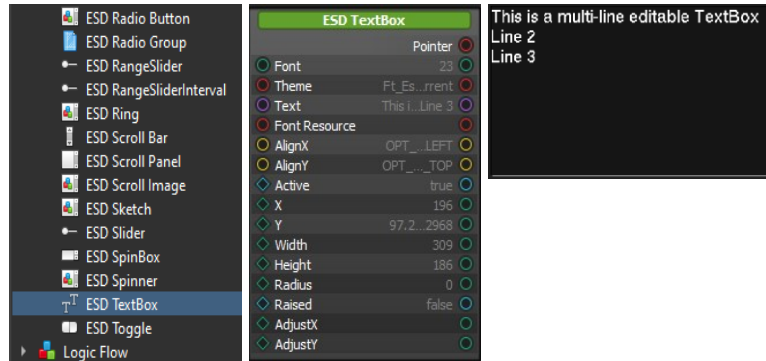 ESD Radio Button
ESD Radio Group
ESD RangeSlider
ESD RangeSliderInterval
ESD Ring
ESD Scroll Bar
ESD Scroll Panel
ESD Scroll Image
ESD Sketch
ESD Slider
ESD SpinBox
ESD Spinner
ESD TextBox
ESD Toggle
Logic Flow
ESD TextBox
Pointer
Font 23
Theme Ft_Es...rrent
Text This i...Line 3
Font Resource
AlignX OPT_...LEFT
AlignY OPT_..._TOP
Active true
X 196
Y 97.2...2968
Width 309
Height 186
Radius 0
Raised false
AdjustX
AdjustY
This is a multi-line editable TextBox
Line 2
Line 3